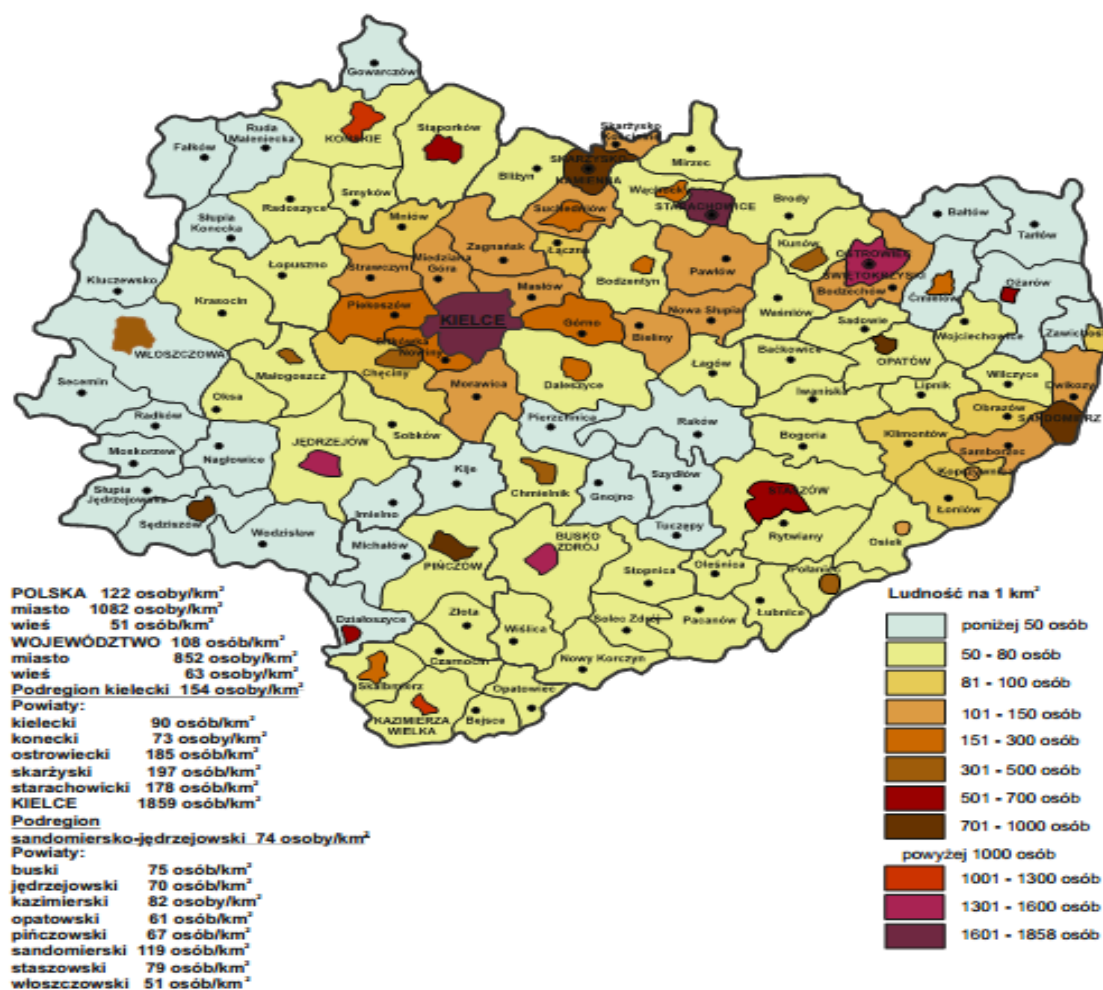 Gowarczów
Ruda
Maleniecka
KOŃSKIE
Stąporków
Fałków
Skarżysko
Kościelne
SKARŻYSKO
KAMIENNA
Mirzec
Bliżyn
Smyków
Radoszyce
Wąchock
STARACHOWICE
Brody
Słupia
Konecka
Mniów
Suchedniów
Bałtów
Tarłów
Łączna
Zagnańsk
Kunów
OSTROWIEC
ŚWIĘTOKRZYSKI
Miedziana
Góra
Strawczyn
Łopuszno
Kluczewsko
Bodzentyn
Pawłów
Bodzechów
Ćmielów
Ożarów
Masłów
Krasocin
Piekoszów
KIELCE
Górno
Nowa Słupia
Waśniów
Sadowie
Wojciechowice
Zawichost
Bieliny
WŁOSZCZOWA
Sitkówka
Nowiny
Chęciny
Małogoszcz
Morawica
Daleszyce
Łagów
Baćkowice
OPATÓW
Wilczyce
Dwikozy
Lipnik
Iwaniska
Secemin
Oksa
Obrazów
SANDOMIERZ
Radków
Sobków
Pierzchnica
Raków
Bogoria
Klimontów
Samborzec
Moskorzew
Nagłowice
JĘDRZEJÓW
Kije
Szydłów
Koprzywnica
Słupia
Jędrzejowska
Chmielnik
Gnojno
STASZÓW
Łoniów
Imielno
Sędziszów
Wodzisław
Tuczępy
Michałów
BUSKO
ZDRÓJ
Rytwiany
Osiek
PIŃCZÓW
Stopnica
Oleśnica
Połaniec
Działoszyce
Złota
Wiślica
Solec Zdrój
Pacanów
Łubnice
Czarnocin
Nowy Korczyn
Skalbmierz
Opatowiec
KAZIMIERZA
WIELKA
Bejsce
POLSKA 122 osoby/km²
miasto 1082 osoby/km²
wieś 51 osób/km²
WOJEWÓDZTWO 108 osób/km²
miasto 852 osoby/km²
wieś 63 osób/km²
Podregion kielecki 154 osoby/km²
Powiaty:
kielecki 90 osób/km²
konecki 73 osoby/km²
ostrowiecki 185 osób/km²
skarżyski 197 osób/km²
starachowicki 178 osób/km²
KIELCE 1859 osób/km²
Podregion
sandomiersko-jędrzejowski 74 osoby/km²
Powiaty:
buski 75 osób/km²
jędrzejowski 70 osób/km²
kazimierski 82 osoby/km²
opatowski 61 osób/km²
pińczowski 67 osób/km²
sandomierski 119 osób/km²
staszowski 79 osób/km²
włoszczowski 51 osób/km²
Ludność na 1 km²
poniżej 50 osób
50 - 80 osób
81 - 100 osób
101 - 150 osób
151 - 300 osób
301 - 500 osób
501 - 700 osób
701 - 1000 osób
powyżej 1000 osób
1001 - 1300 osób
1301 - 1600 osób
1601 - 1858 osób